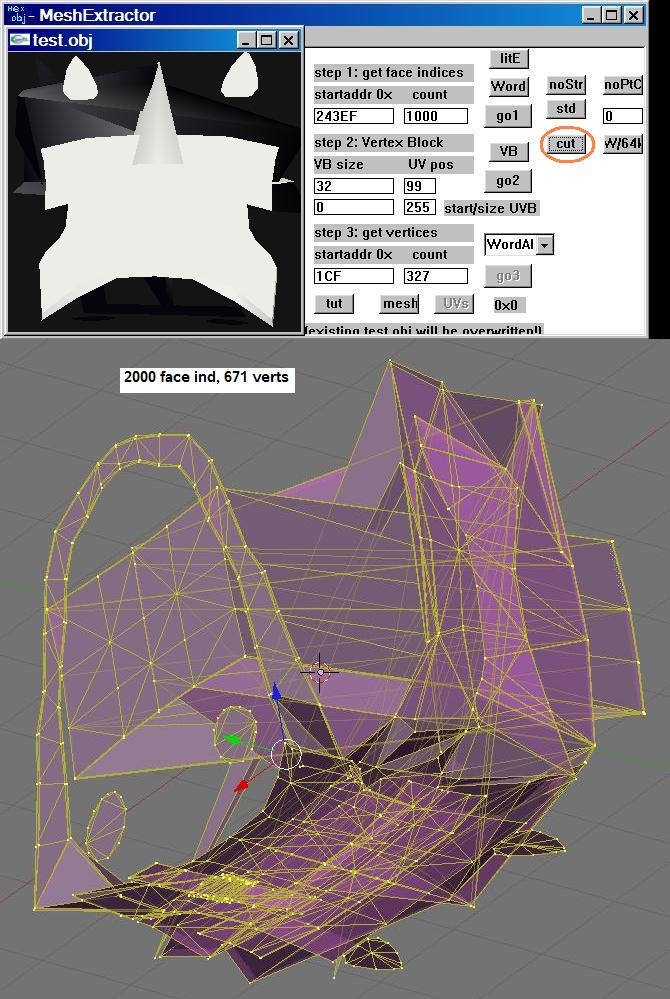 Hex
obj - MeshExtractor
test.obj
litE
step 1: get face indices
Word
noStr
noPtC
startaddr 0x count
std
243EF 1000
go1
0
step 2: Vertex Block
cut
W/64k
VB size UV pos
VB
32 99
go2
0 255 start/size UVB
step 3: get vertices
WordAl
startaddr 0x count
1CF 327
go3
tut mesh UVs 0x0
(existing test.obj will be overwritten!)
2000 face ind, 671 verts